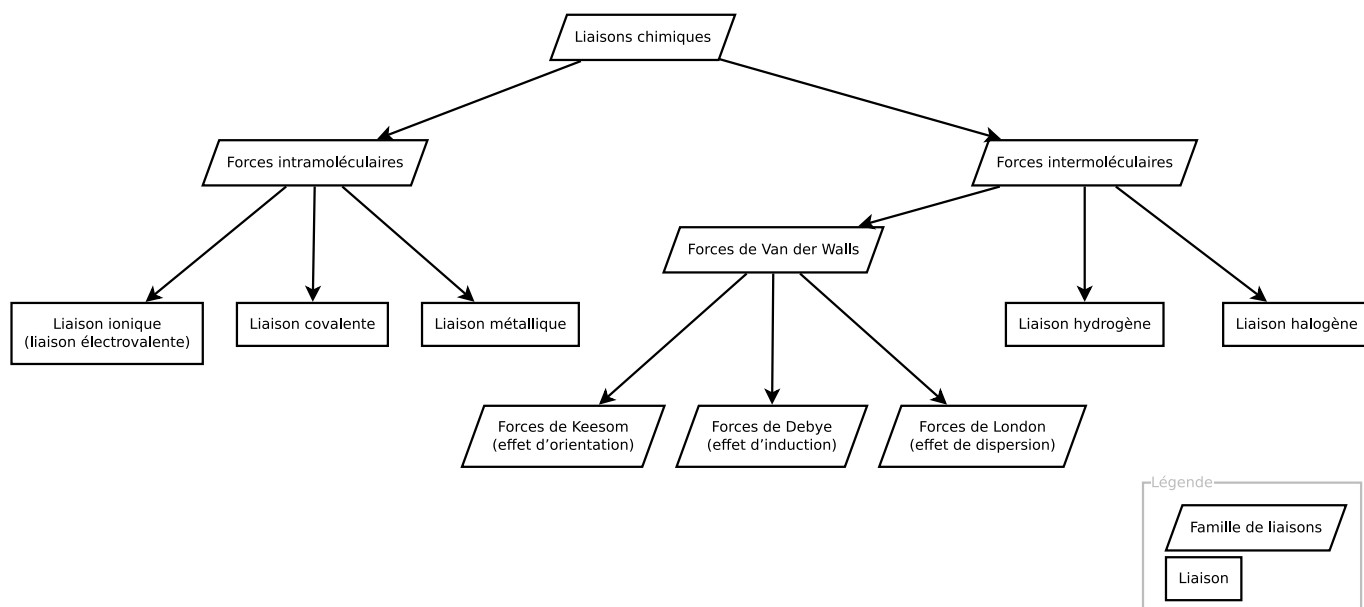 Liaisons chimiques
Forces intramoléculaires
Forces intermoléculaires
Forces de Van der Walls
Liaison ionique
(liaison électrovalente)
Liaison covalente
Liaison métallique
Liaison hydrogène
Liaison halogène
Forces de Keesom
(effet d’orientation)
Forces de Debye
(effet d’induction)
Forces de London
(effet de dispersion)
Légende
Famille de liaisons
Liaison